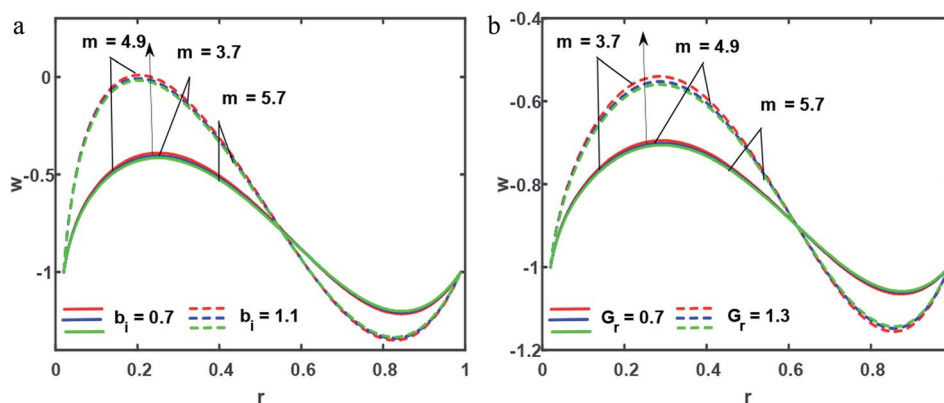 a
m = 4.9
m = 3.7
m = 5.7
0
-0.5
-1
w
b_i = 0.7
b_i = 1.1
0 0.2 0.4 0.6 0.8 1
r
b
m = 3.7
m = 4.9
m = 5.7
-0.4
-0.6
-0.8
-1
-1.2
w
G_r = 0.7
G_r = 1.3
0 0.2 0.4 0.6 0.8
r